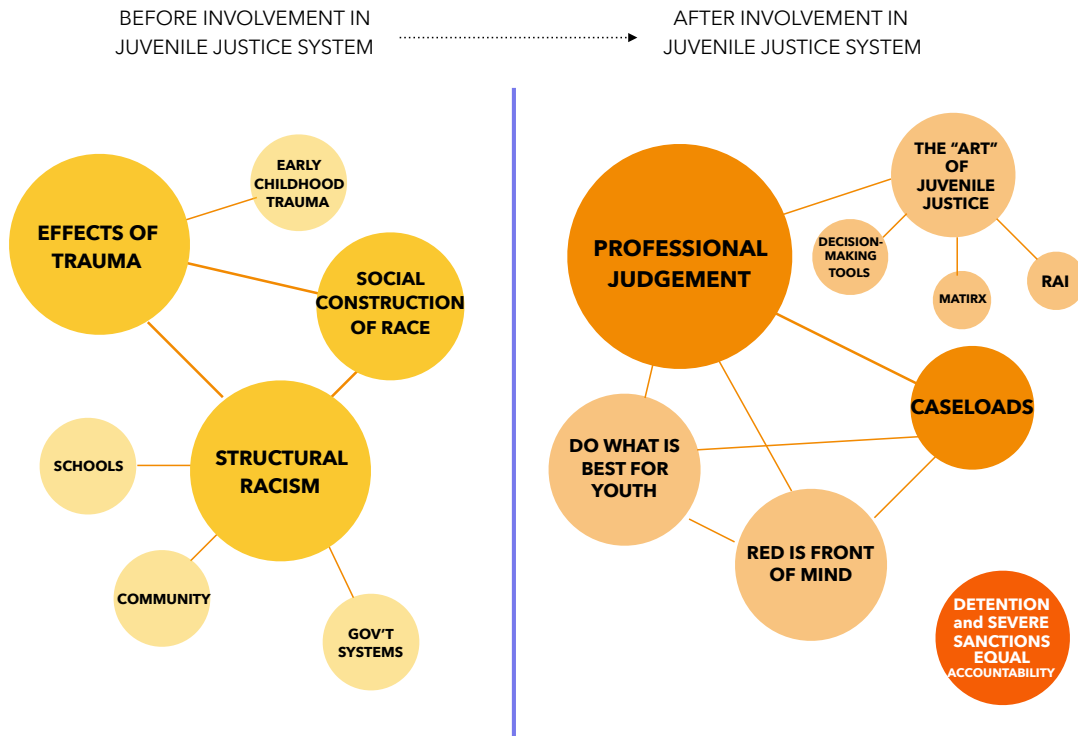 BEFORE INVOLVEMENT IN
JUVENILE JUSTICE SYSTEM
AFTER INVOLVEMENT IN
JUVENILE JUSTICE SYSTEM
EARLY
CHILDHOOD
TRAUMA
EFFECTS OF
TRAUMA
SOCIAL
CONSTRUCTION
OF RACE
STRUCTURAL
RACISM
SCHOOLS
COMMUNITY
GOV'T
SYSTEMS
THE “ART”
OF
JUVENILE
JUSTICE
PROFESSIONAL
JUDGEMENT
DECISION-
MAKING
TOOLS
MATIRX
RAI
CASELOADS
DO WHAT IS
BEST FOR
YOUTH
RED IS FRONT
OF MIND
DETENTION
and SEVERE
SANCTIONS
EQUAL
ACCOUNTABILITY